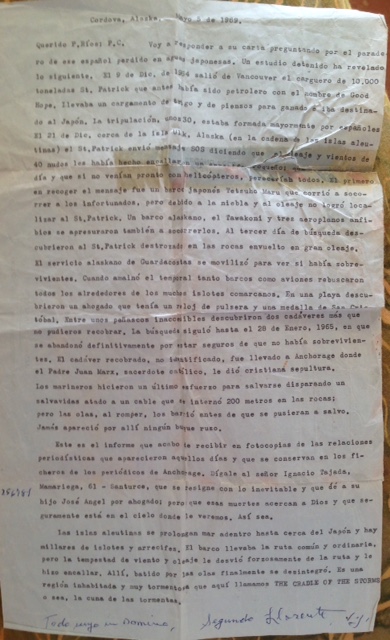 Cordova, Alaska, 5 de 1969.
Querido P. Ríos: P.C. Voy a responder a su carta preguntando por el parade
ro de ese español perdido en aguas japonesas. Un estudio detenido ha revelado
lo siguiente. El 9 de Dic. de 1964 salió de Vancouver el carguero de 10.000
toneladas St. Patrick que antes había sido petrolero con el nombre de Good
Hope, llevaba un cargamento de trigo y de piensos para ganado e iba destina-
do al Japón. La tripulación, unos 30, estaba formada mayormente por españoles
El 21 de Dic, cerca de la isla Alaska (en la cadena de las islas aleu-
tinas) el St. Patrick envió mensaje SOS diciendo que oleaje y vientos de
40 nudos los había
día y que si no venían pronto con helicópteros, perecerían todos. El primero
en recoger el mensaje fue un barco japonés Tetsuho Maru que corrió a soco-
rrer a los infortunados, pero debido a la niebla y al oleaje no logró loca-
lizar al St. Patrick. Un barco alaskano, el y tres aeroplanos anfi-
bios se apresuraron también a socorrerlos. Al tercer día de búsqueda des-
cubrieron al St. Patrick destrozado en las rocas envuelto en gran oleaje.
El servicio alaskano de Guardacostas se movilizó para ver si había sobre-
vivientes. Cuando amainó el temporal tanto barcos como aviones rebuscaron
todos los alrededores de los muchos islotes comarcanos. En una playa descu-
brieron un ahogado que tenía un reloj de pulsera y una medalla de San Cris-
tóbal. Entre unos peñascos inaccesibles descubrieron dos cadáveres más que
no pudieron recobrar. La búsqueda siguió hasta el 28 de Enero, 1965, en que
se abandonó definitivamente por estar seguros de que no había sobrevivien-
tes. El cadáver recobrado, no identificado, fue llevado a Anchorage donde
el Padre Juan Marx, sacerdote católico, le dió cristiana sepultura.
Los marineros hicieron un último esfuerzo para salvarse disparando un
salvavidas atado a un cable que se internó 200 metros en las rocas;
pero las olas, al romper, los barrió antes de que se pusieran a salvo.
Jamás apareció por allí ningún buque ruso.
Este es el informe que acabo de recibir en fotocopias de las relaciones
periodísticas que aparecieron aquellos días y que se conservan en los fi-
cheros de los periódicos de Anchorage. Dígale al señor Ignacio Tajada,
Mamariega, 61 - Santurce, que se resigne con lo inevitable y que dé a su
hijo José Angel por ahogado; pero que esas muertes acercan a Dios y que se-
guramente está en el cielo donde le veremos. Así sea.
Las islas aleutinas se prolongan mar adentro hasta cerca del Japón y hay
millares de islotes y arrecifes. El barco llevaba la ruta común y ordinaria,
pero la tempestad de viento y oleaje le desvió forzosamente de la ruta y le
hizo encallar. Allí, batido por las olas finalmente se desintegró. Es una
región inhabitada y muy tormentosa que aquí llamamos THE CRADLE OF THE STORMS
o sea, la cuna de las tormentas.
Todo suyo en Domino,
Segundo Llorente, S.J.